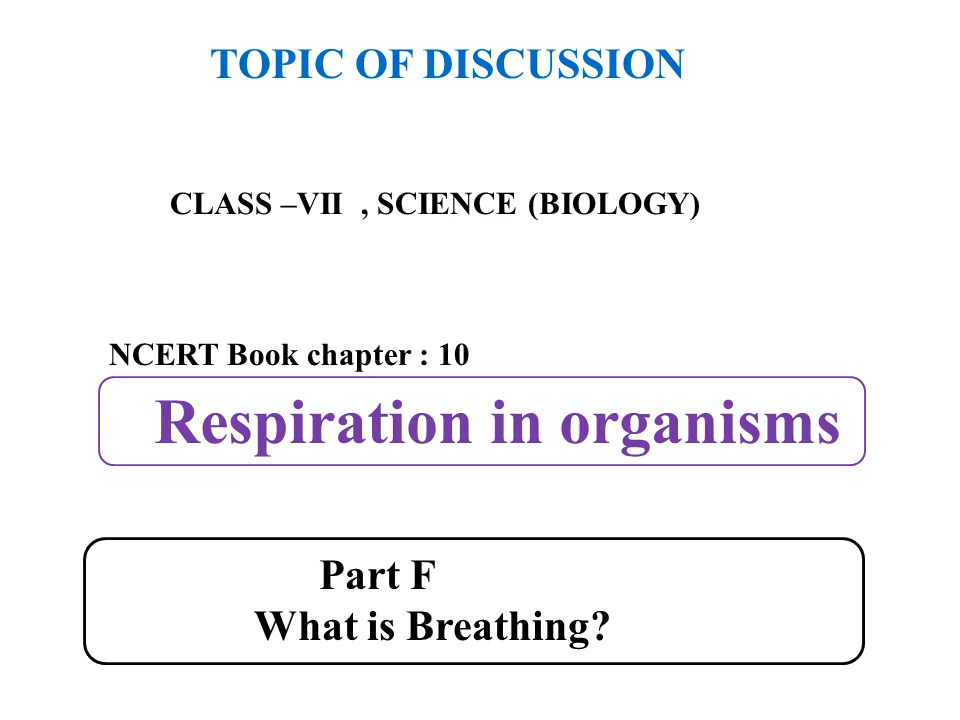 TOPIC OF DISCUSSION
CLASS –VII , SCIENCE (BIOLOGY)
NCERT Book chapter : 10
Respiration in organisms
Part F
What is Breathing?